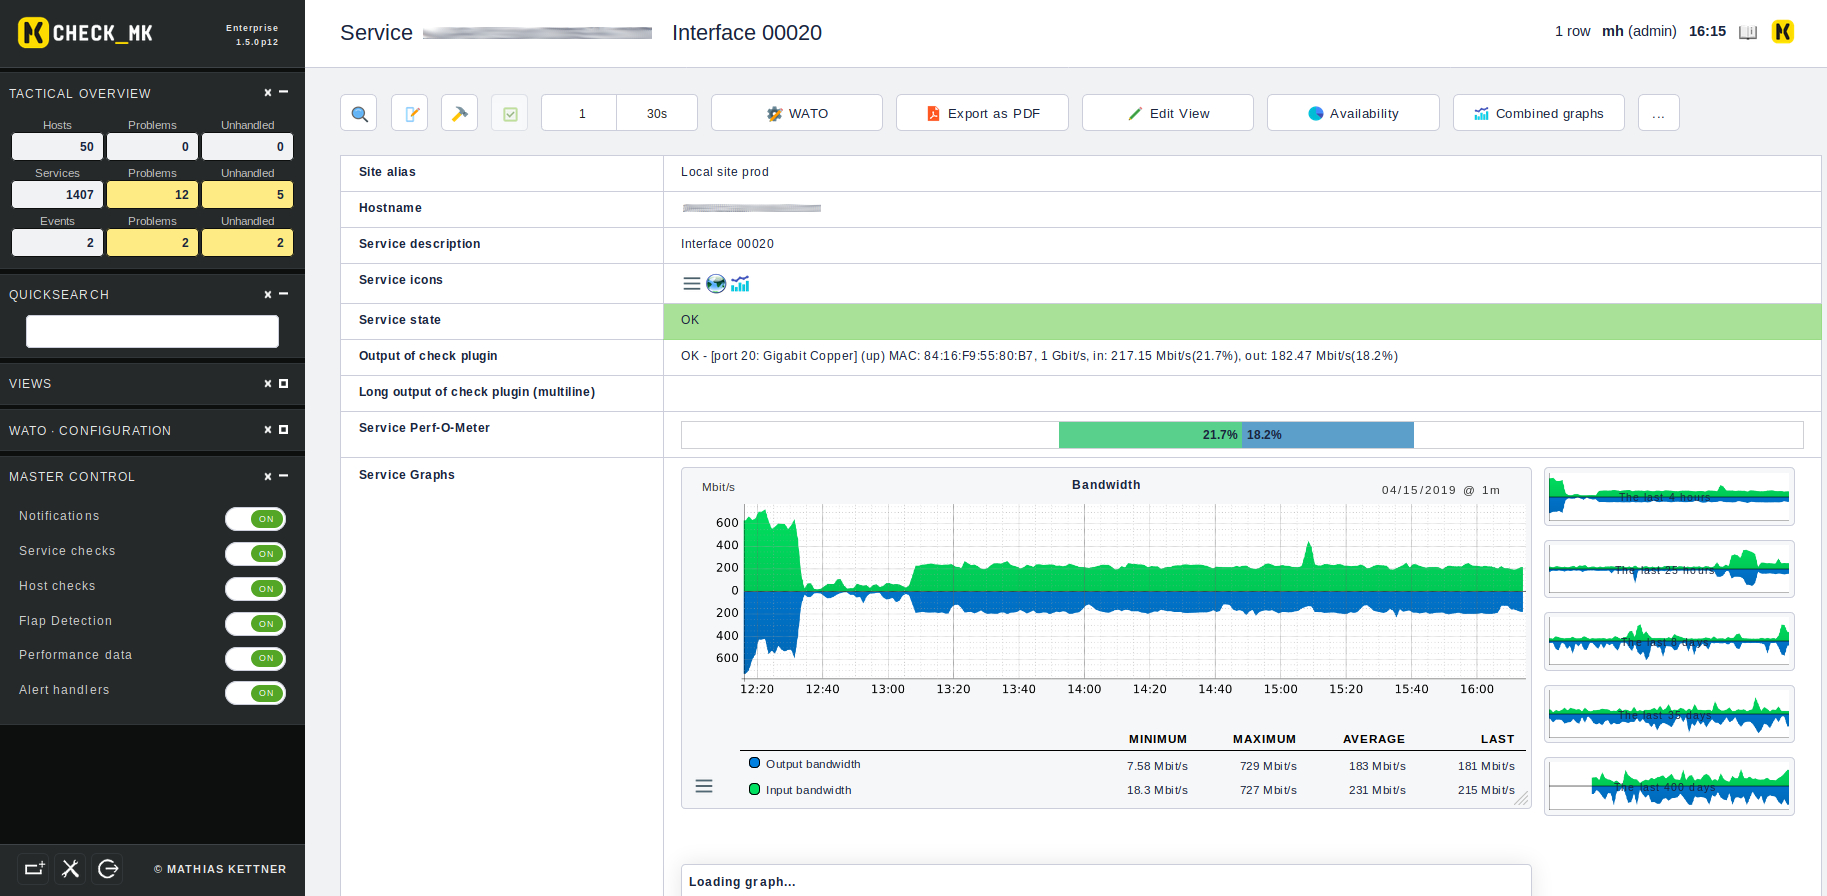 CHECK_MK
Enterprise
1.5.0p12
Service Interface 00020
1 row mh (admin) 16:15
TACTICAL OVERVIEW
Hosts Problems Unhandled
50 0 0
Services Problems Unhandled
1407 12 5
Events Problems Unhandled
2 2 2
QUICKSEARCH
VIEWS
WATO · CONFIGURATION
MASTER CONTROL
Notifications ON
Service checks ON
Host checks ON
Flap Detection ON
Performance data ON
Alert handlers ON
© MATHIAS KETTNER
1 30s WATO Export as PDF Edit View Availability Combined graphs ...
Site alias Local site prod
Hostname
Service description Interface 00020
Service icons
Service state OK
Output of check plugin OK - [port 20: Gigabit Copper] (up) MAC: 84:16:F9:55:80:B7, 1 Gbit/s, in: 217.15 Mbit/s(21.7%), out: 182.47 Mbit/s(18.2%)
Long output of check plugin (multiline)
Service Perf-O-Meter 21.7% 18.2%
Service Graphs
Mbit/s Bandwidth 04/15/2019 @ 1m
600
400
200
0
200
400
600
12:20 12:40 13:00 13:20 13:40 14:00 14:20 14:40 15:00 15:20 15:40 16:00
MINIMUM MAXIMUM AVERAGE LAST
Output bandwidth 7.58 Mbit/s 729 Mbit/s 183 Mbit/s 181 Mbit/s
Input bandwidth 18.3 Mbit/s 727 Mbit/s 231 Mbit/s 215 Mbit/s
The last 4 hours
The last 25 hours
The last 8 days
The last 35 days
The last 400 days
Loading graph...